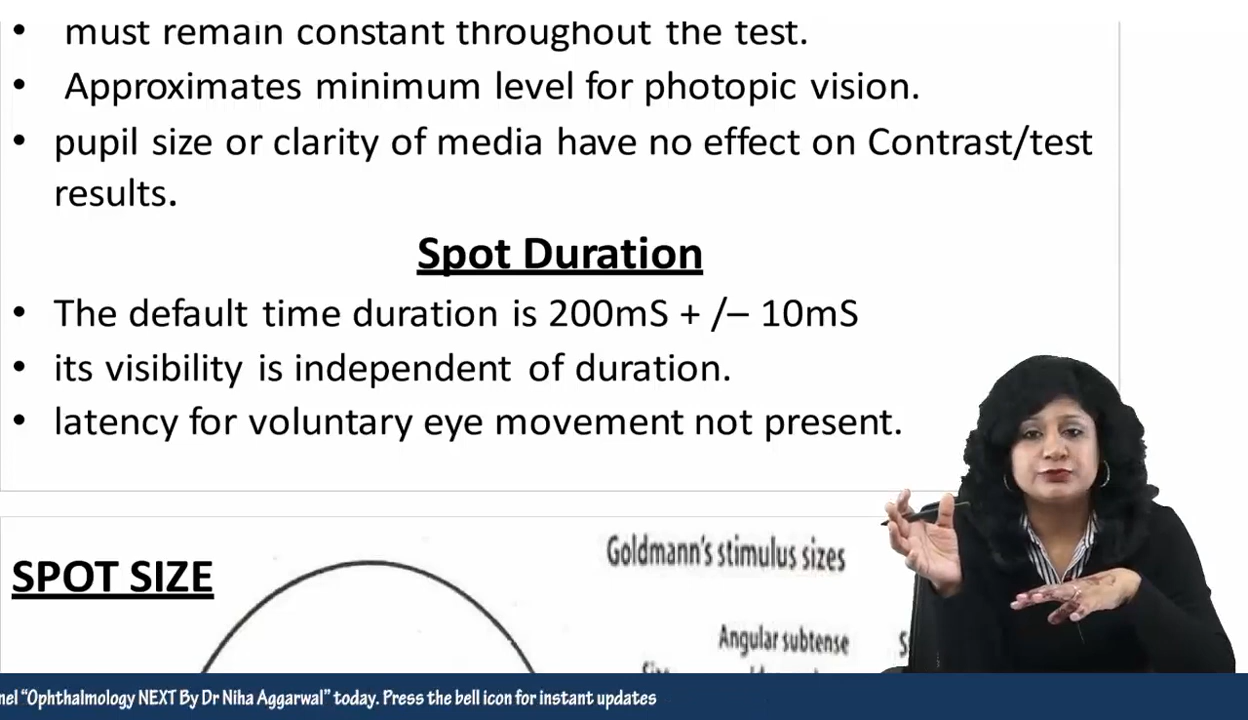 • must remain constant throughout the test.
• Approximates minimum level for photopic vision.
• pupil size or clarity of media have no effect on Contrast/test
results.
Spot Duration
• The default time duration is 200mS + /– 10mS
• its visibility is independent of duration.
• latency for voluntary eye movement not present.
SPOT SIZE
Goldmann's stimulus sizes
Angular subtense
nel “Ophthalmology NEXT By Dr Niha Aggarwal” today. Press the bell icon for instant updates